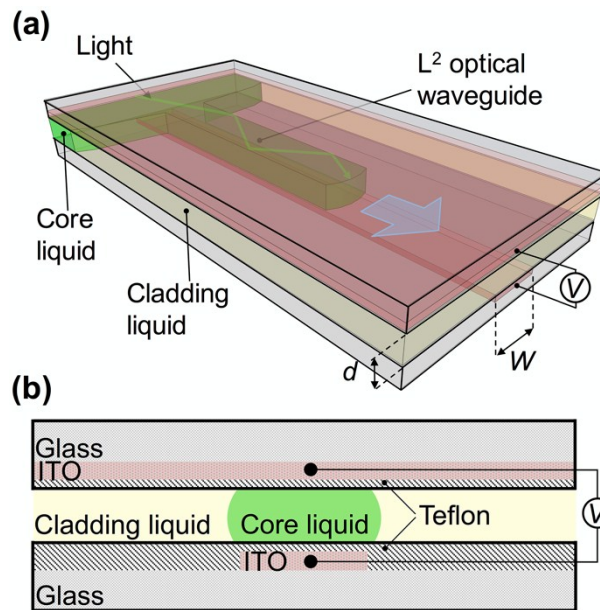 (a)
Light
L² optical
waveguide
Core
liquid
Cladding
liquid
V
d
W
(b)
Glass
ITO
Cladding liquid
Core liquid
Teflon
V
ITO
Glass